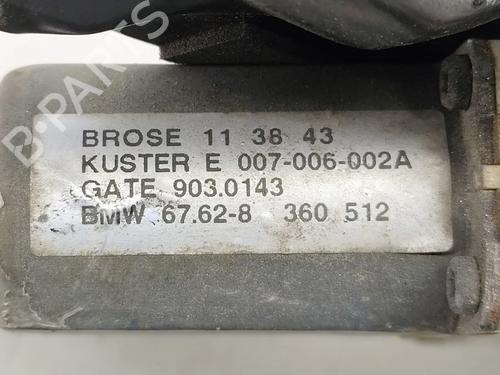 BROSE 11 38 43
KUSTER E 007-006-002A
GATE 903.0143
BMW 67.62-8 360 512
B-PARTS